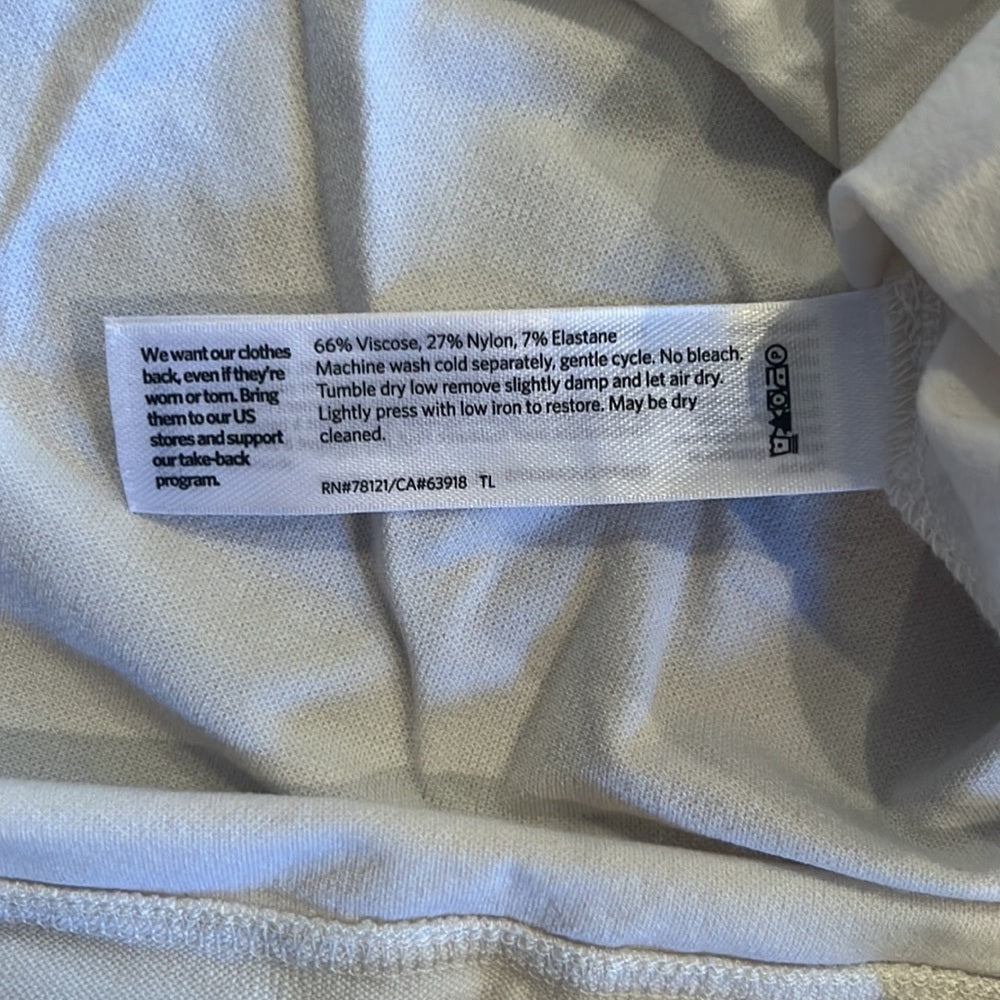 We want our clothes
back, even if they're
worn or torn. Bring
them to our US
stores and support
our take-back
program.
66% Viscose, 27% Nylon, 7% Elastane
Machine wash cold separately, gentle cycle. No bleach.
Tumble dry low remove slightly damp and let air dry.
Lightly press with low iron to restore. May be dry
cleaned.
RN#78121/CA#63918 TL
P